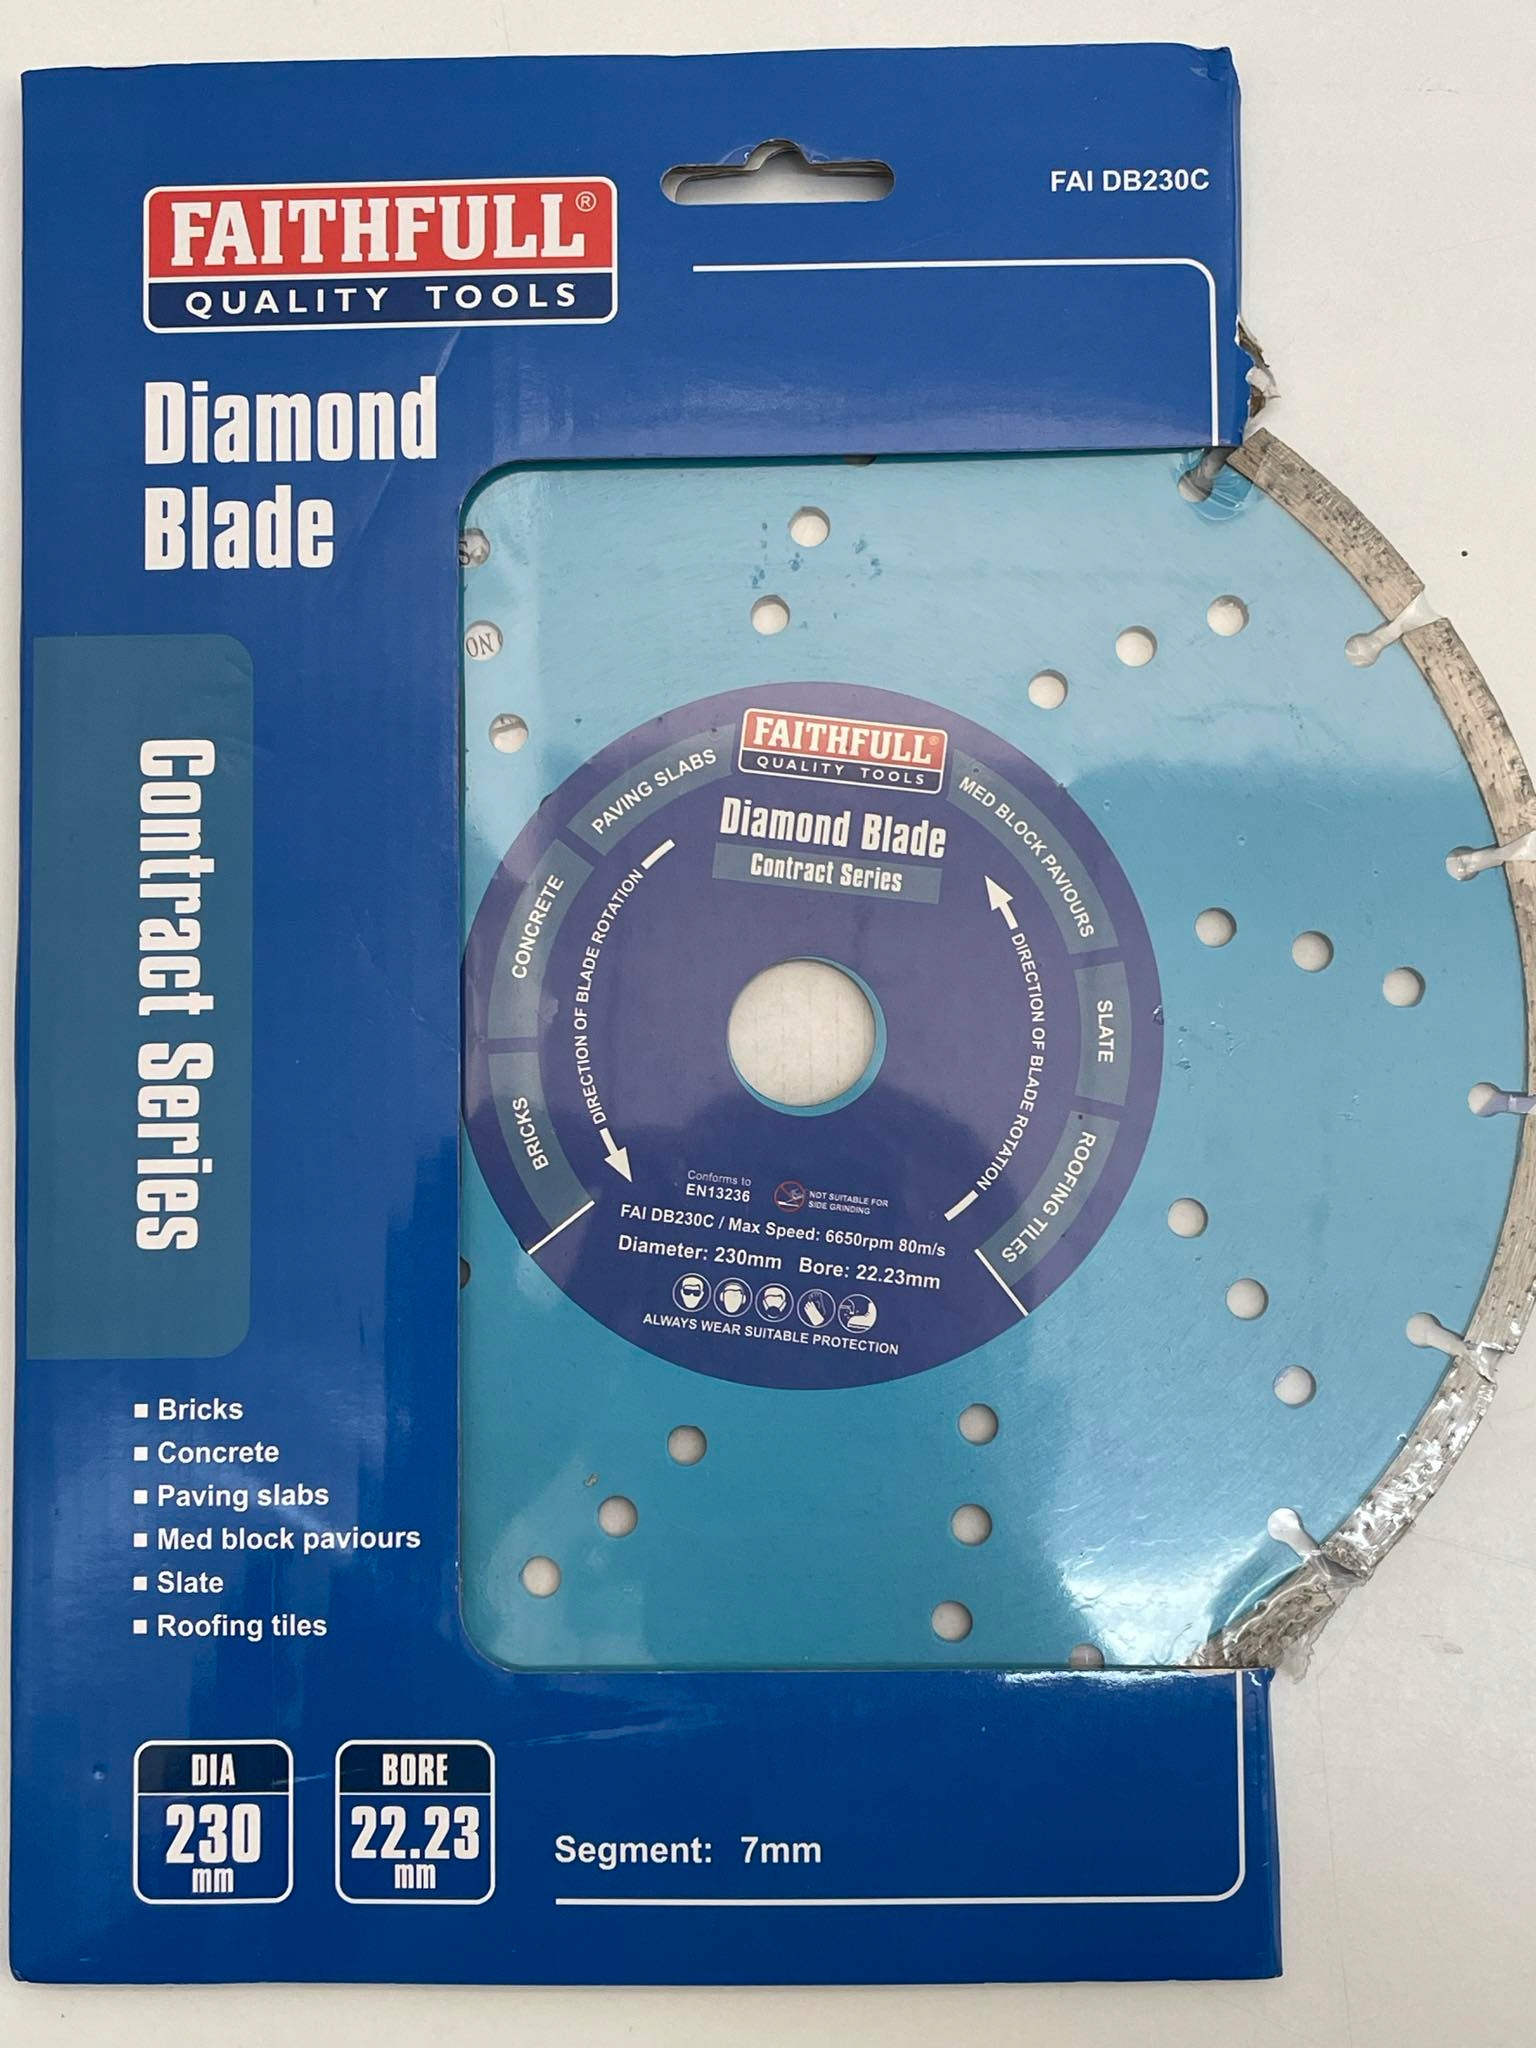 FAI DB230C
FAITHFULL®
QUALITY TOOLS
Diamond
Blade
Contract Series
Bricks
Concrete
Paving slabs
Med block paviours
Slate
Roofing tiles
DIA
230
mm
BORE
22.23
mm
Segment: 7mm
ON
FAITHFULL®
QUALITY TOOLS
Diamond Blade
Contract Series
BRICKS
CONCRETE
PAVING SLABS
MED BLOCK PAVIOURS
SLATE
ROOFING TILES
DIRECTION OF BLADE ROTATION
DIRECTION OF BLADE ROTATION
Conforms to
EN13236
NOT SUITABLE FOR
SIDE GRINDING
FAI DB230C / Max Speed: 6650rpm 80m/s
Diameter: 230mm Bore: 22.23mm
ALWAYS WEAR SUITABLE PROTECTION